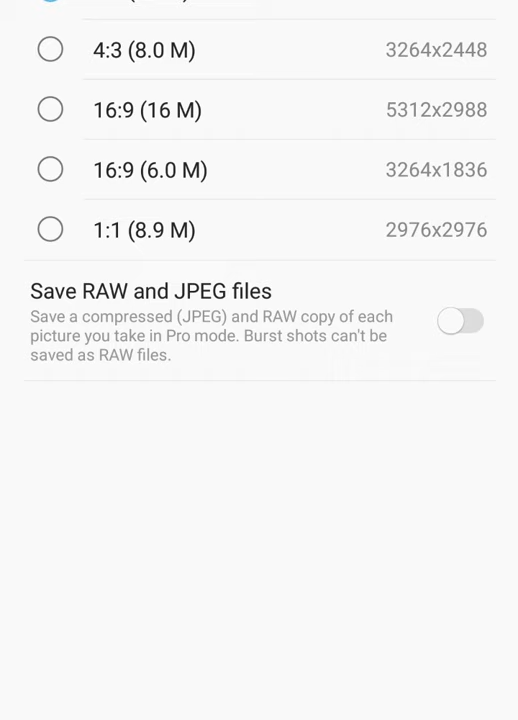 4:3 (8.0 M) 3264x2448
16:9 (16 M) 5312x2988
16:9 (6.0 M) 3264x1836
1:1 (8.9 M) 2976x2976
Save RAW and JPEG files
Save a compressed (JPEG) and RAW copy of each
picture you take in Pro mode. Burst shots can't be
saved as RAW files.